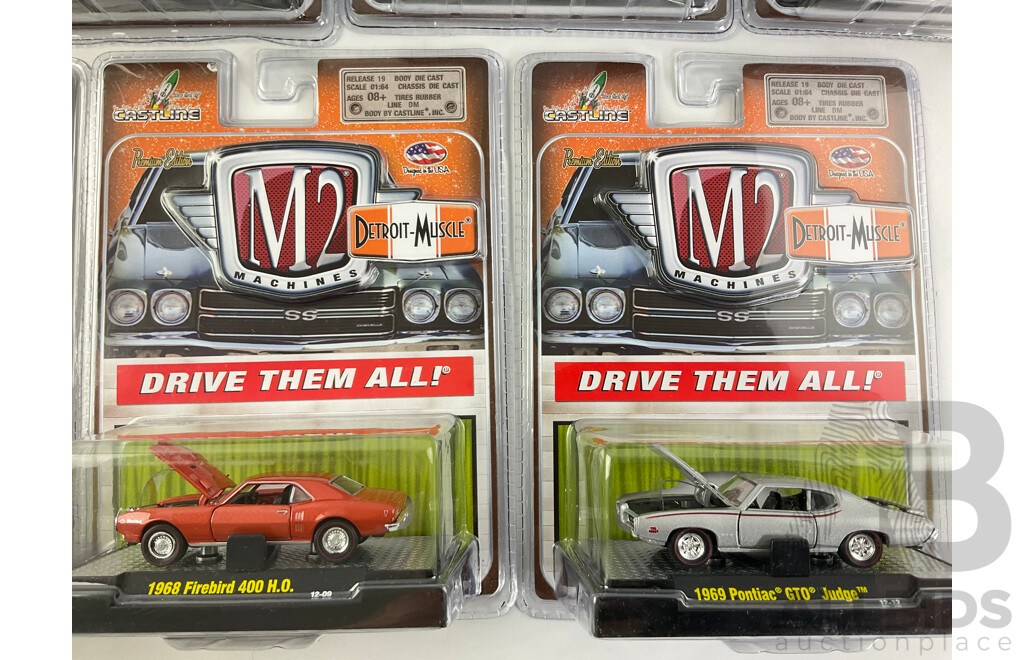 CASTLINE
RELEASE 19 BODY DIE CAST
SCALE 01:64 CHASSIS DIE CAST
AGES 08+ TIRES RUBBER
LINE DM
BODY BY CASTLINE®, INC.
Premium Edition
Designed in the USA
M2®
MACHINES
DETROIT-MUSCLE®
SS
DRIVE THEM ALL!®
1968 Firebird 400 H.O.
12-09
CASTLINE
RELEASE 19 BODY DIE CAST
SCALE 01:64 CHASSIS DIE CAST
AGES 08+ TIRES RUBBER
LINE DM
BODY BY CASTLINE®, INC.
Premium Edition
Designed in the USA
M2®
MACHINES
DETROIT-MUSCLE®
SS
DRIVE THEM ALL!®
1969 Pontiac® GTO® Judge™
auctionplace